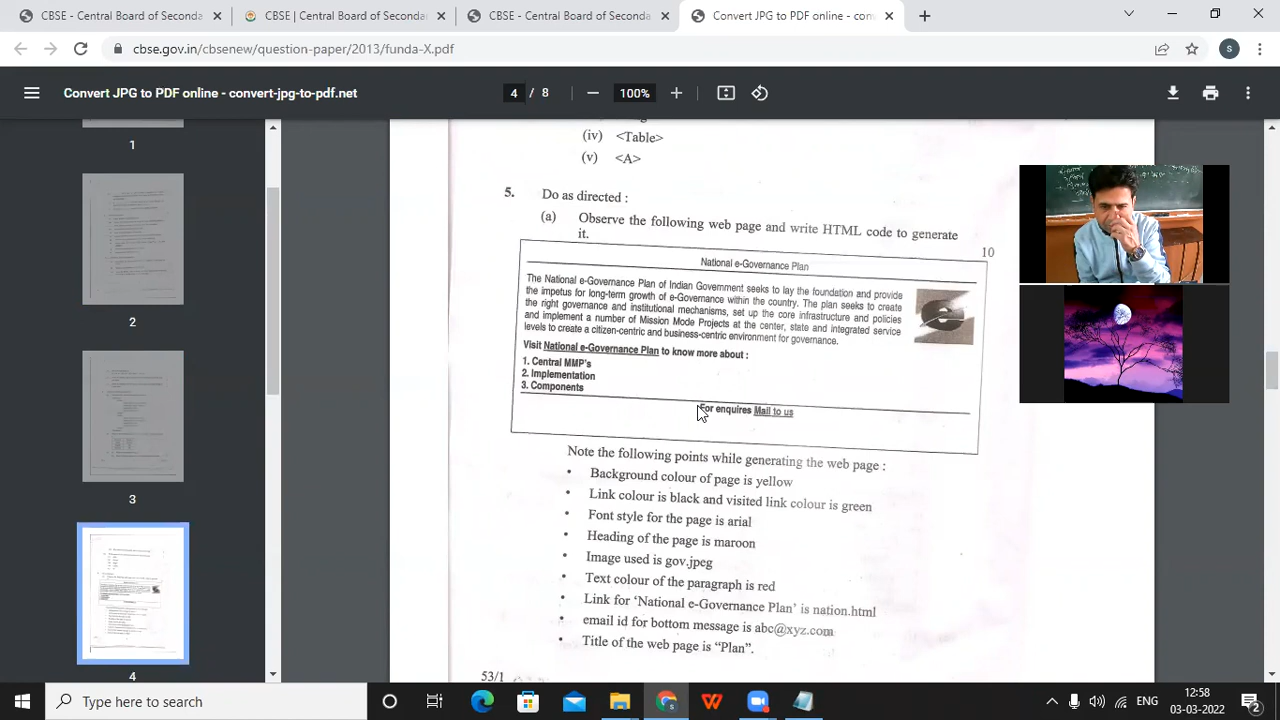 CBSE - Central Board of Seconda
CBSE | Central Board of Seconda
CBSE - Central Board of Seconda
Convert JPG to PDF online - con
cbse.gov.in/cbsenew/question-paper/2013/funda-X.pdf
S
Convert JPG to PDF online - convert-jpg-to-pdf.net
4 / 8
100%
1
2
3
4
(iv) <Table>
(v) <A>
5. Do as directed :
(a) Observe the following web page and write HTML code to generate
it.
10
National e-Governance Plan
The National e-Governance Plan of Indian Government seeks to lay the foundation and provide
the impetus for long-term growth of e-Governance within the country. The plan seeks to create
the right governance and institutional mechanisms, set up the core infrastructure and policies
and implement a number of Mission Mode Projects at the center, state and integrated service
levels to create a citizen-centric and business-centric environment for governance.
Visit National e-Governance Plan to know more about :
1. Central MMP's
2. Implementation
3. Components
For enquires Mail to us
Note the following points while generating the web page :
• Background colour of page is yellow
• Link colour is black and visited link colour is green
• Font style for the page is arial
• Heading of the page is maroon
• Image used is gov.jpeg
• Text colour of the paragraph is red
• Link for 'National e-Governance Plan' is nation.html
• email id for bottom message is abc@xyz.com
• Title of the web page is "Plan".
53/1
Type here to search
ENG
12:58
03-03-2022
2